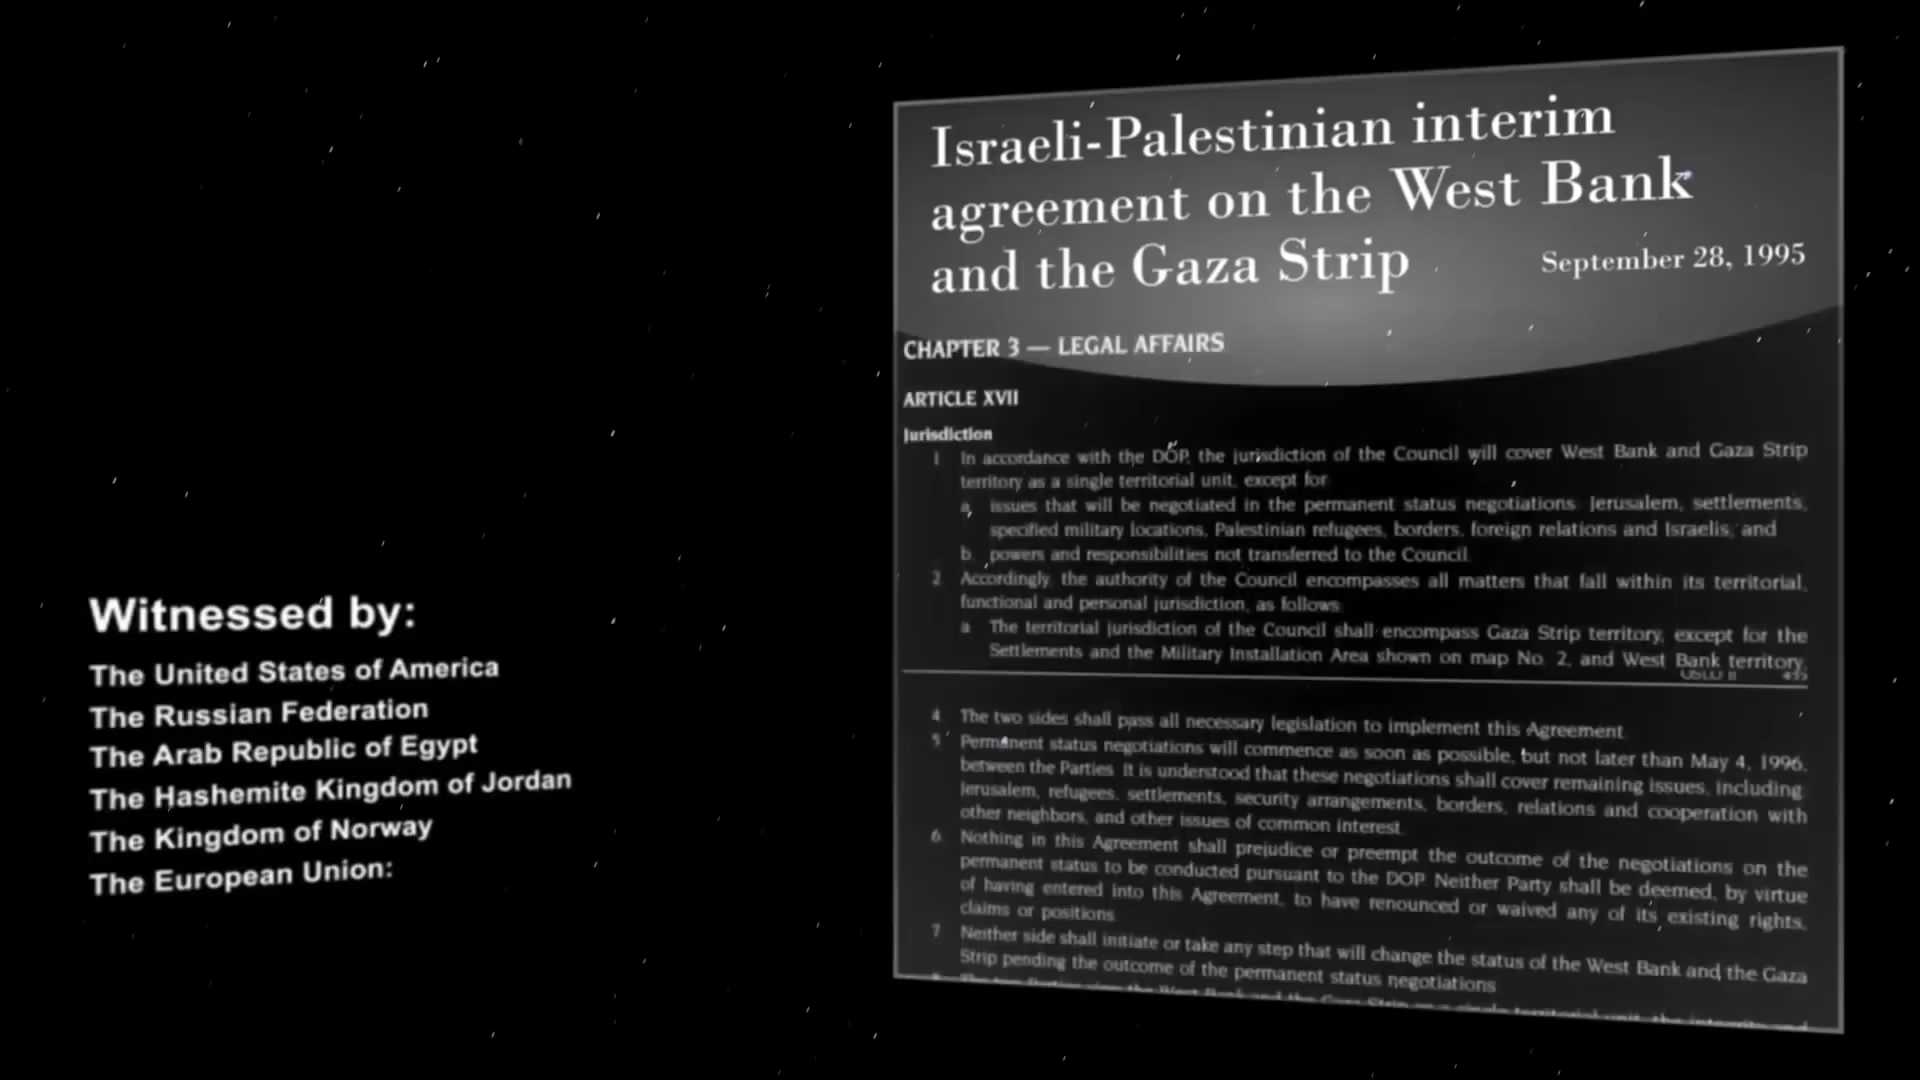 Witnessed by:
The United States of America
The Russian Federation
The Arab Republic of Egypt
The Hashemite Kingdom of Jordan
The Kingdom of Norway
The European Union:
Israeli-Palestinian interim
agreement on the West Bank
and the Gaza Strip
September 28, 1995
CHAPTER 3 — LEGAL AFFAIRS
ARTICLE XVII
Jurisdiction
1 In accordance with the DOP, the jurisdiction of the Council will cover West Bank and Gaza Strip
territory as a single territorial unit, except for
a issues that will be negotiated in the permanent status negotiations Jerusalem, settlements,
specified military locations, Palestinian refugees, borders, foreign relations and Israelis, and
b powers and responsibilities not transferred to the Council.
2 Accordingly, the authority of the Council encompasses all matters that fall within its territorial,
functional and personal jurisdiction, as follows
a The territorial jurisdiction of the Council shall encompass Gaza Strip territory, except for the
Settlements and the Military Installation Area shown on map No. 2, and West Bank territory,
OSLO II
4 The two sides shall pass all necessary legislation to implement this Agreement
5 Permanent status negotiations will commence as soon as possible, but not later than May 4, 1996,
between the Parties. It is understood that these negotiations shall cover remaining issues, including
Jerusalem, refugees, settlements, security arrangements, borders, relations and cooperation with
other neighbors, and other issues of common interest.
6 Nothing in this Agreement shall prejudice or preempt the outcome of the negotiations on the
permanent status to be conducted pursuant to the DOP. Neither Party shall be deemed, by virtue
of having entered into this Agreement, to have renounced or waived any of its existing rights,
claims or positions
7 Neither side shall initiate or take any step that will change the status of the West Bank and the Gaza
Strip pending the outcome of the permanent status negotiations